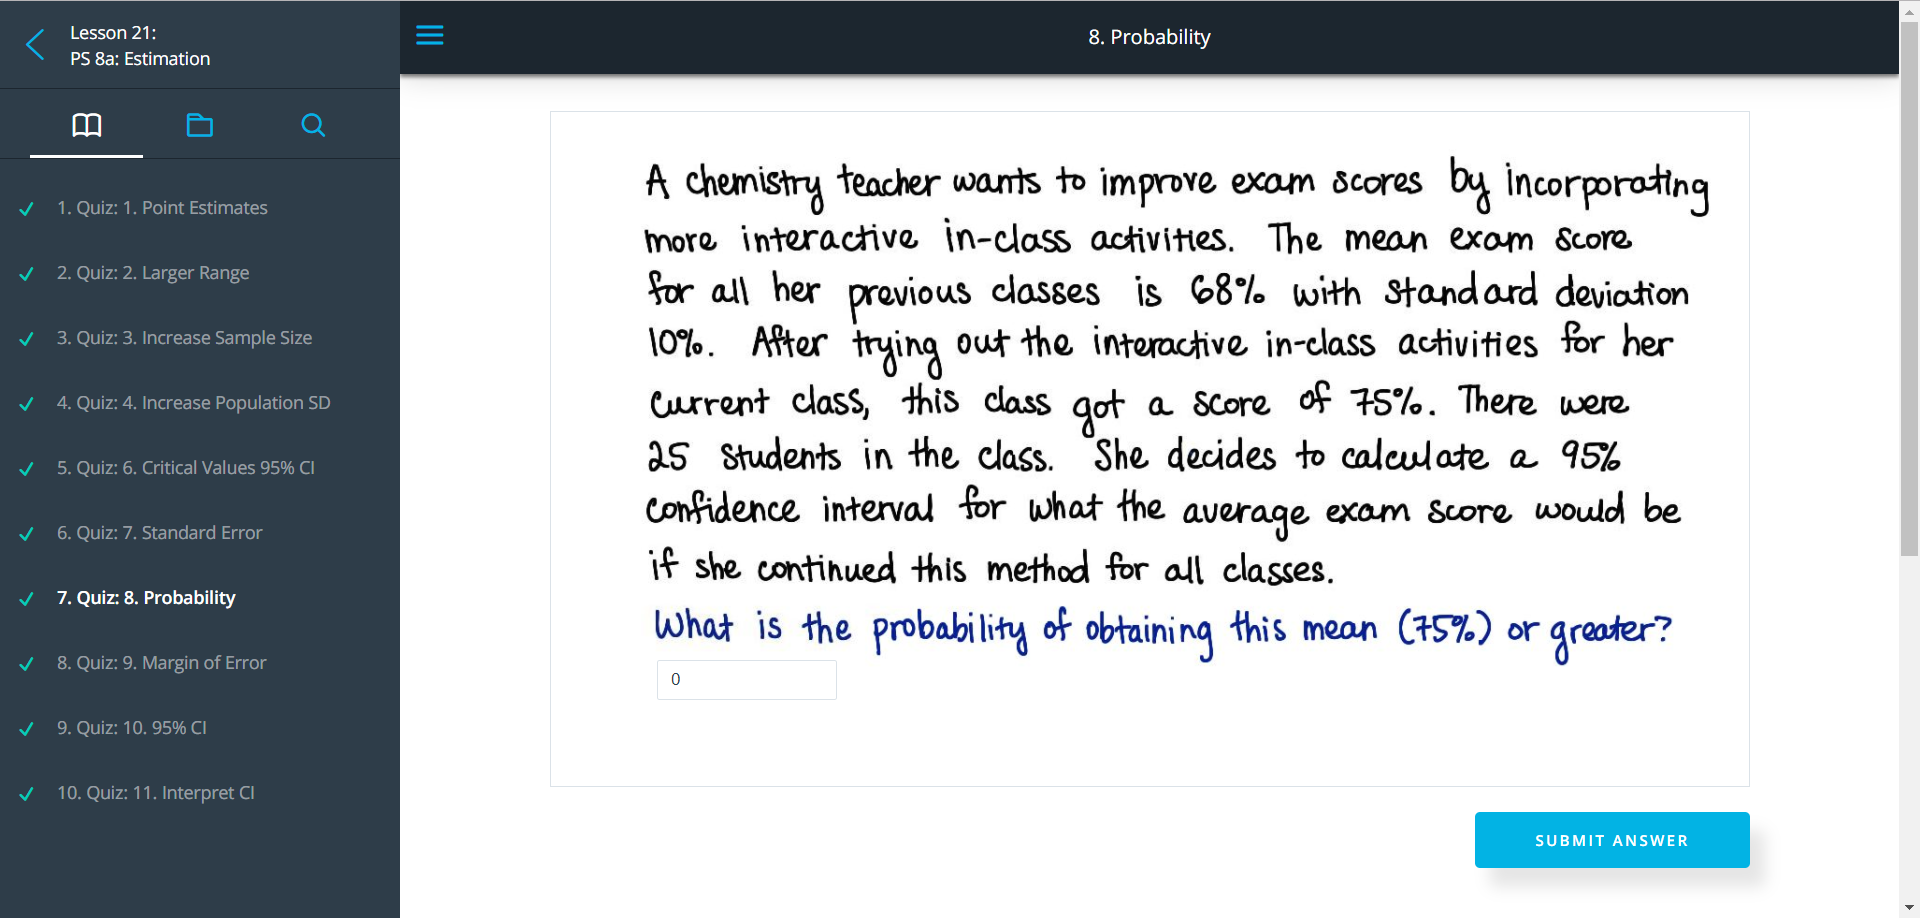 Lesson 21:
PS 8a: Estimation
8. Probability
1. Quiz: 1. Point Estimates
2. Quiz: 2. Larger Range
3. Quiz: 3. Increase Sample Size
4. Quiz: 4. Increase Population SD
5. Quiz: 6. Critical Values 95% CI
6. Quiz: 7. Standard Error
7. Quiz: 8. Probability
8. Quiz: 9. Margin of Error
9. Quiz: 10. 95% CI
10. Quiz: 11. Interpret CI
A chemistry teacher wants to improve exam scores by incorporating
more interactive in-class activities. The mean exam score
for all her previous classes is 68% with standard deviation
10%. After trying out the interactive in-class activities for her
current class, this class got a score of 75%. There were
25 students in the class. She decides to calculate a 95%
confidence interval for what the average exam score would be
if she continued this method for all classes.
What is the probability of obtaining this mean (75%) or greater?
0
SUBMIT ANSWER